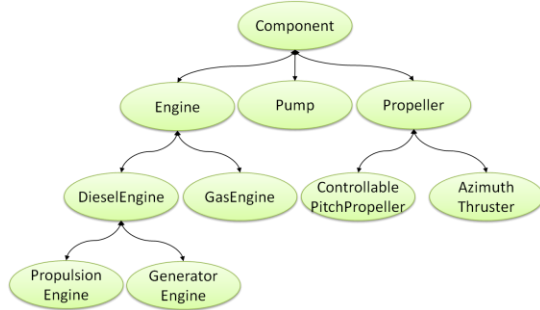 Component
Engine
Pump
Propeller
DieselEngine
GasEngine
Controllable
PitchPropeller
Azimuth
Thruster
Propulsion
Engine
Generator
Engine